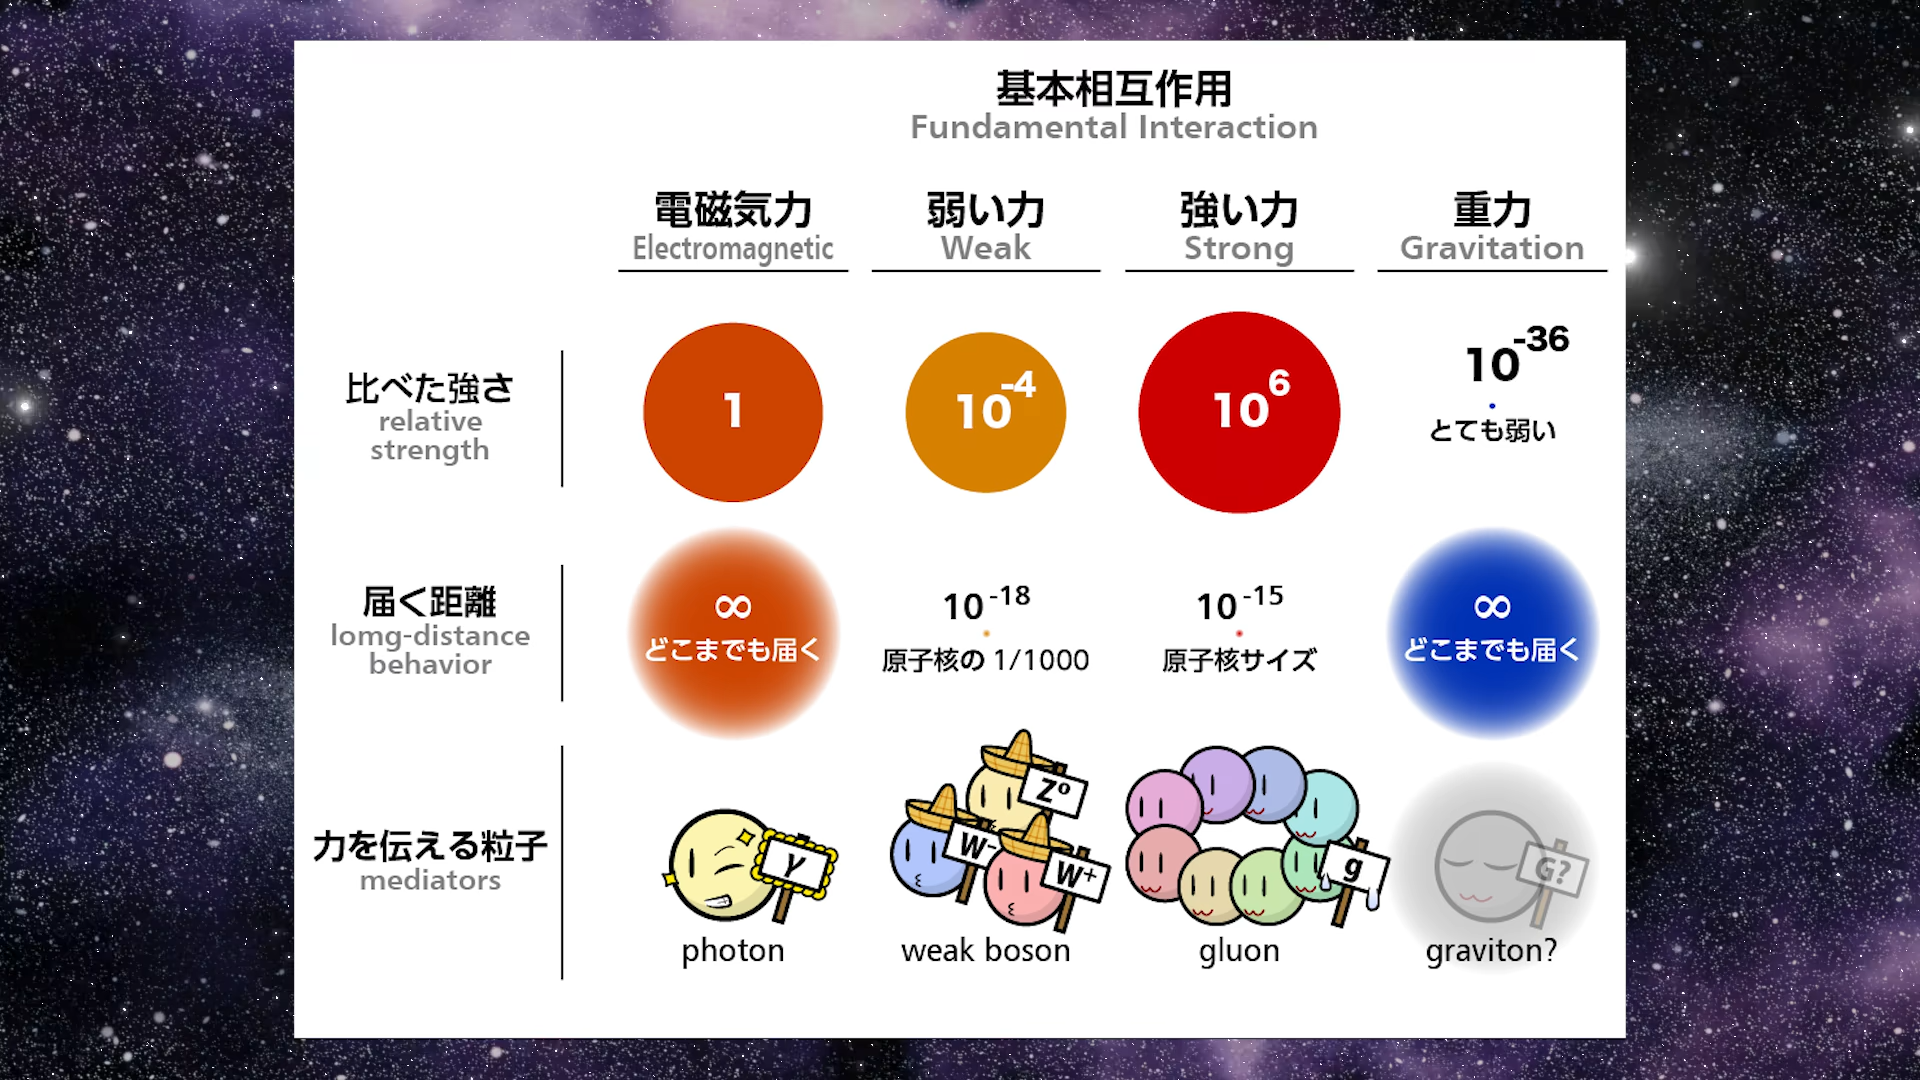 基本相互作用
Fundamental Interaction
電磁気力
Electromagnetic
弱い力
Weak
強い力
Strong
重力
Gravitation
比べた強さ
relative
strength
1
10^-4
10^6
10^-36
とても弱い
届く距離
lomg-distance
behavior
∞
どこまでも届く
10^-18
原子核の 1/1000
10^-15
原子核サイズ
∞
どこまでも届く
力を伝える粒子
mediators
γ
photon
Z⁰
W⁻
W⁺
weak boson
g
gluon
G?
graviton?